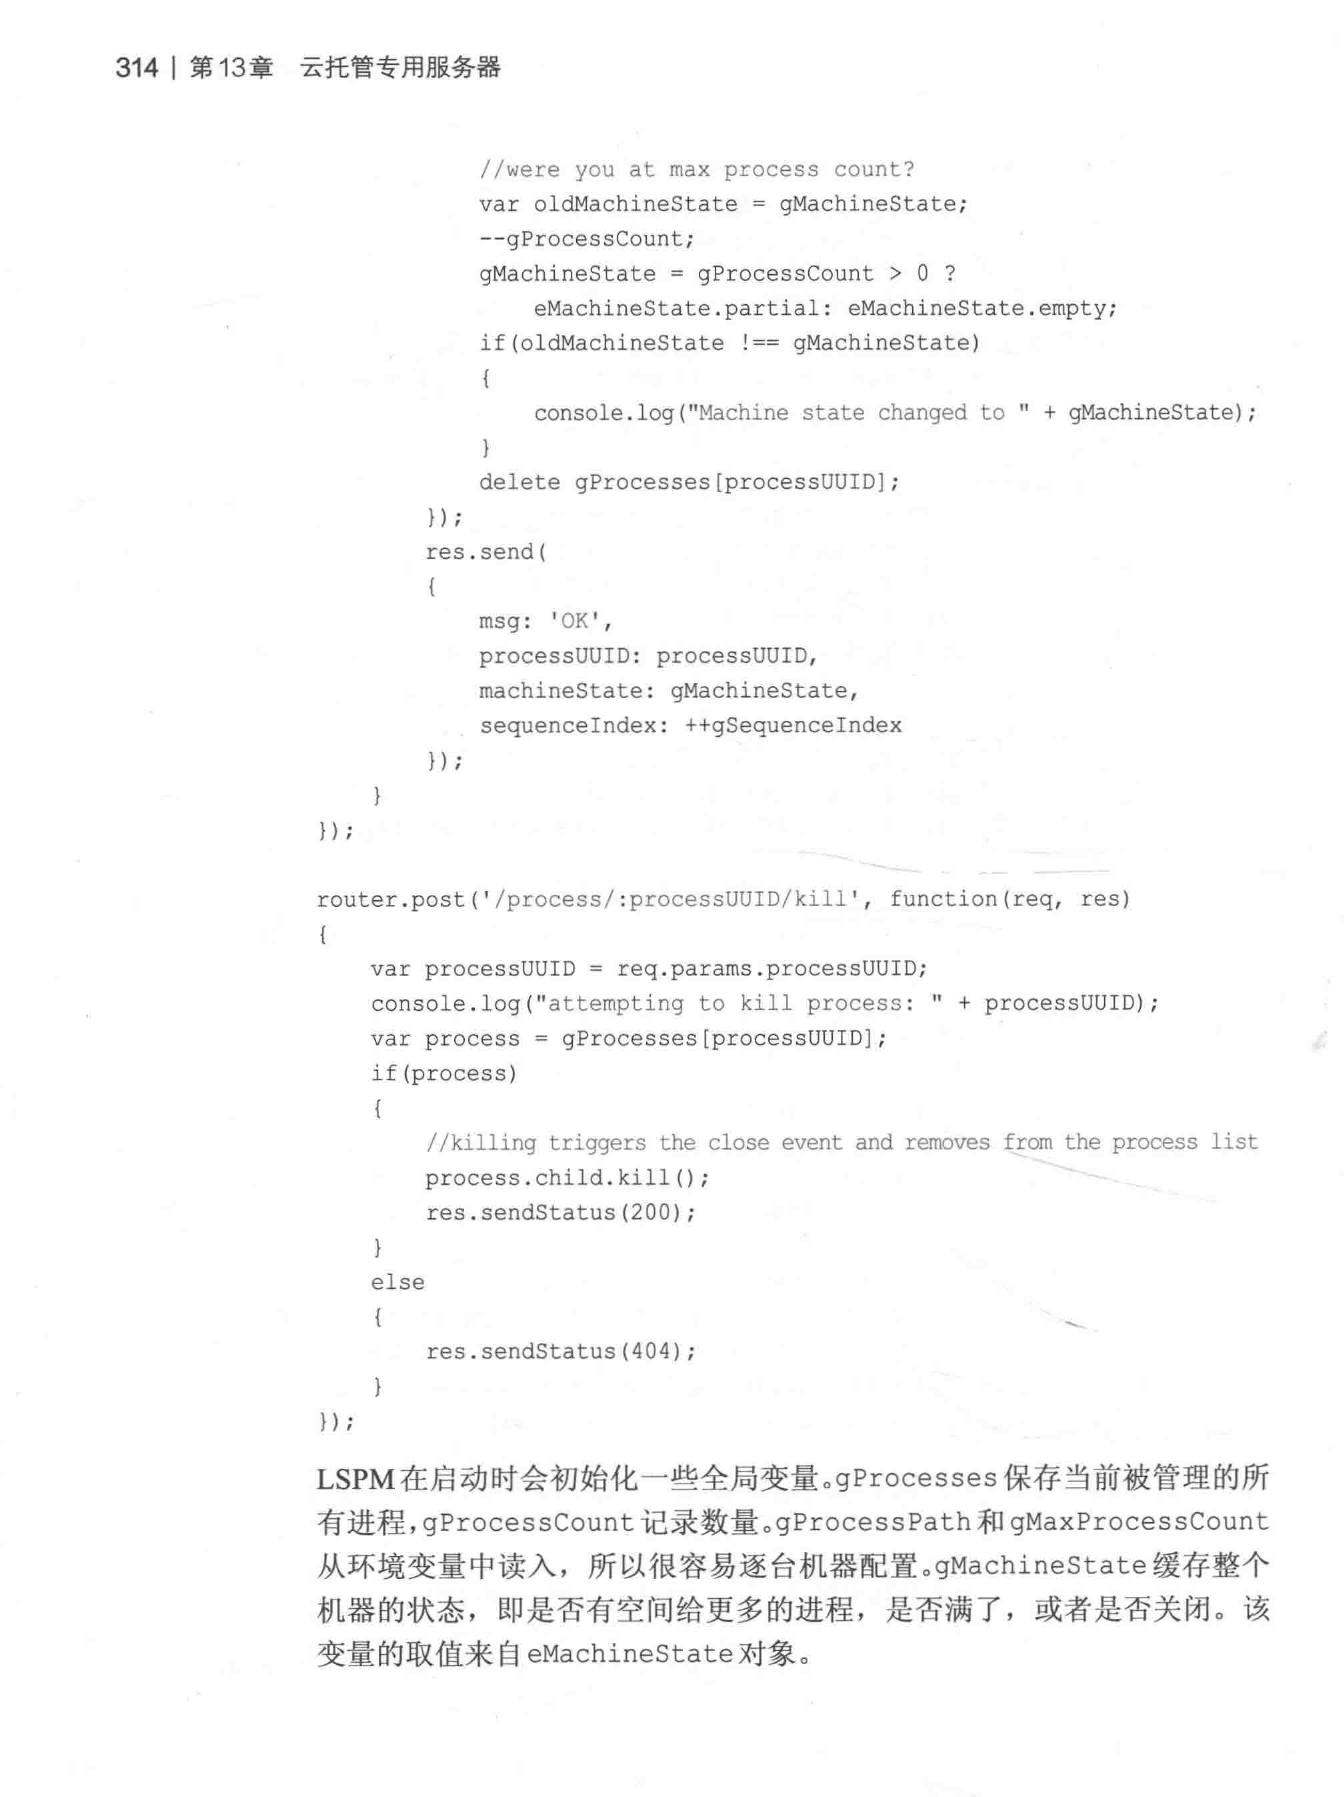 314 | 第13章 云托管专用服务器
//were you at max process count?
var oldMachineState = gMachineState;
--gProcessCount;
gMachineState = gProcessCount > 0 ?
eMachineState.partial: eMachineState.empty;
if(oldMachineState !== gMachineState)
{
console.log("Machine state changed to " + gMachineState);
}
delete gProcesses[processUUID];
});
res.send(
{
msg: 'OK',
processUUID: processUUID,
machineState: gMachineState,
sequenceIndex: ++gSequenceIndex
});
}
});
router.post('/process/:processUUID/kill', function(req, res)
{
var processUUID = req.params.processUUID;
console.log("attempting to kill process: " + processUUID);
var process = gProcesses[processUUID];
if(process)
{
//killing triggers the close event and removes from the process list
process.child.kill();
res.sendStatus(200);
}
else
{
res.sendStatus(404);
}
});
LSPM在启动时会初始化一些全局变量。gProcesses保存当前被管理的所
有进程，gProcessCount记录数量。gProcessPath和gMaxProcessCount
从环境变量中读入，所以很容易逐台机器配置。gMachineState缓存整个
机器的状态，即是否有空间给更多的进程，是否满了，或者是否关闭。该
变量的取值来自eMachineState对象。